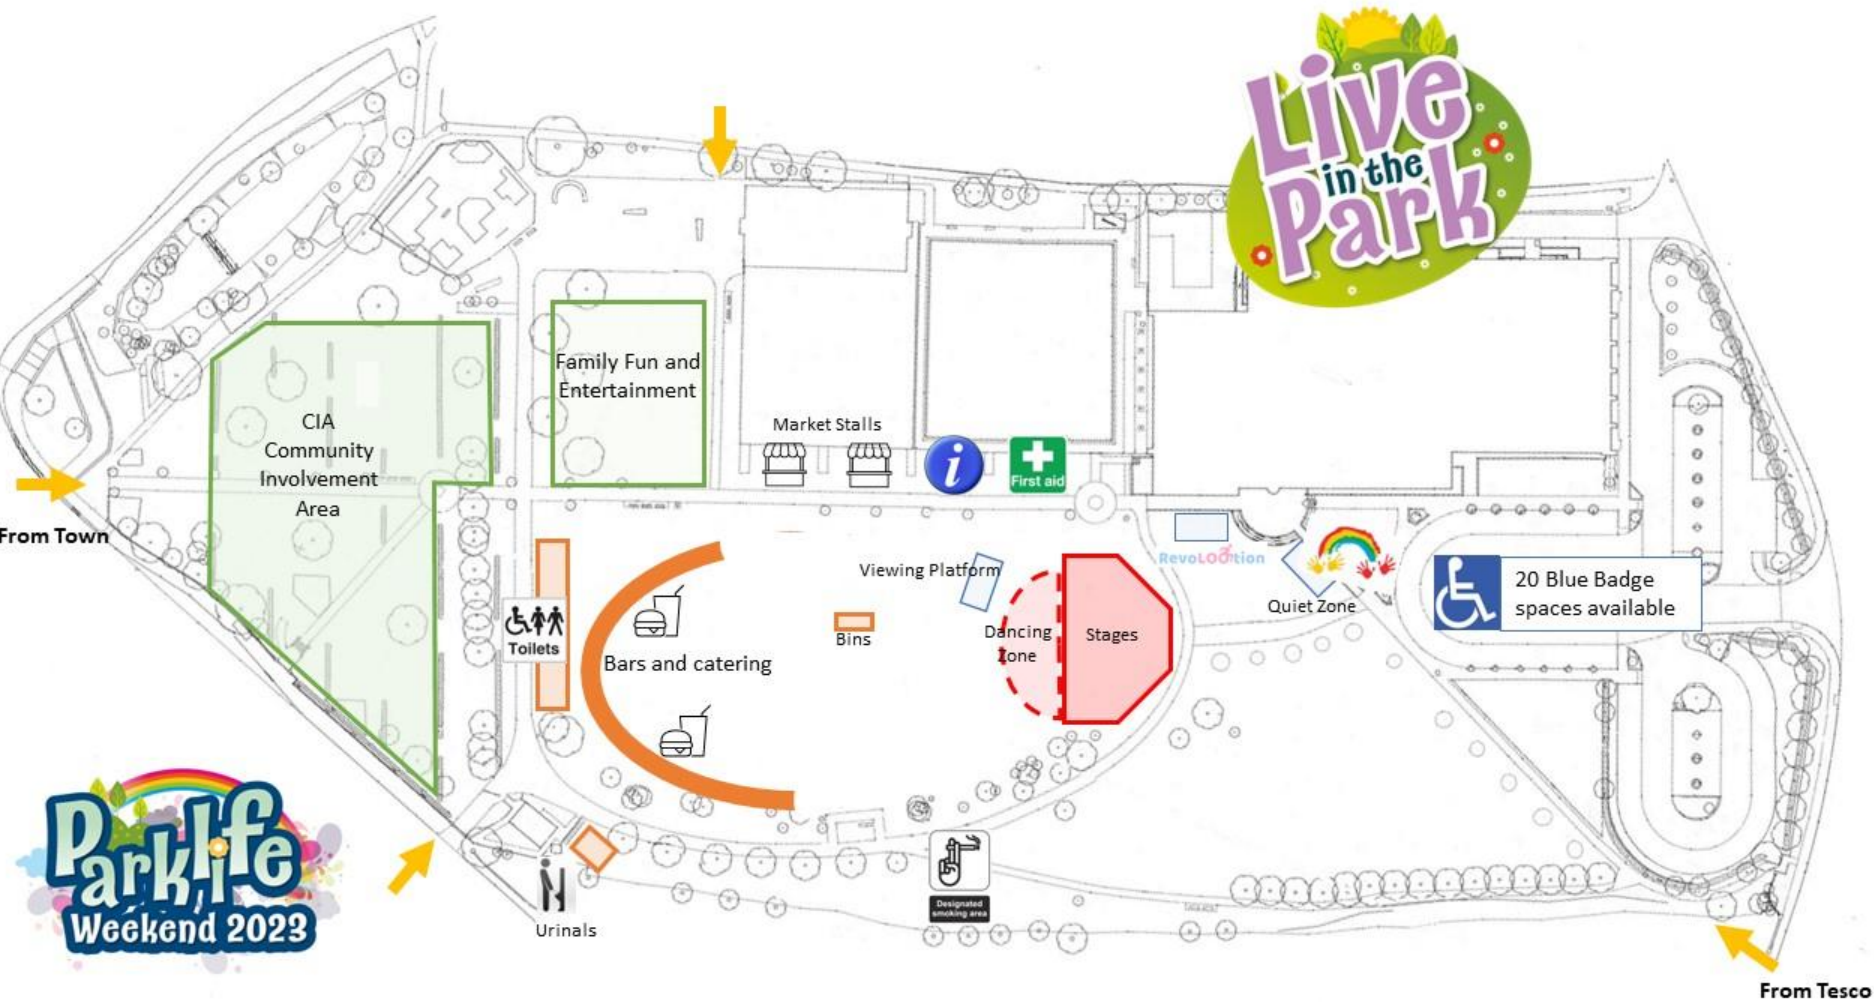 Live
in the
Park
Family Fun and
Entertainment
CIA
Community
Involvement
Area
Market Stalls
i
First aid
From Town
Viewing Platform
RevoLOOtion
20 Blue Badge
spaces available
Quiet Zone
Toilets
Bins
Dancing
Zone
Stages
Bars and catering
Parklife
Weekend 2023
Designated
smoking area
Urinals
From Tesco